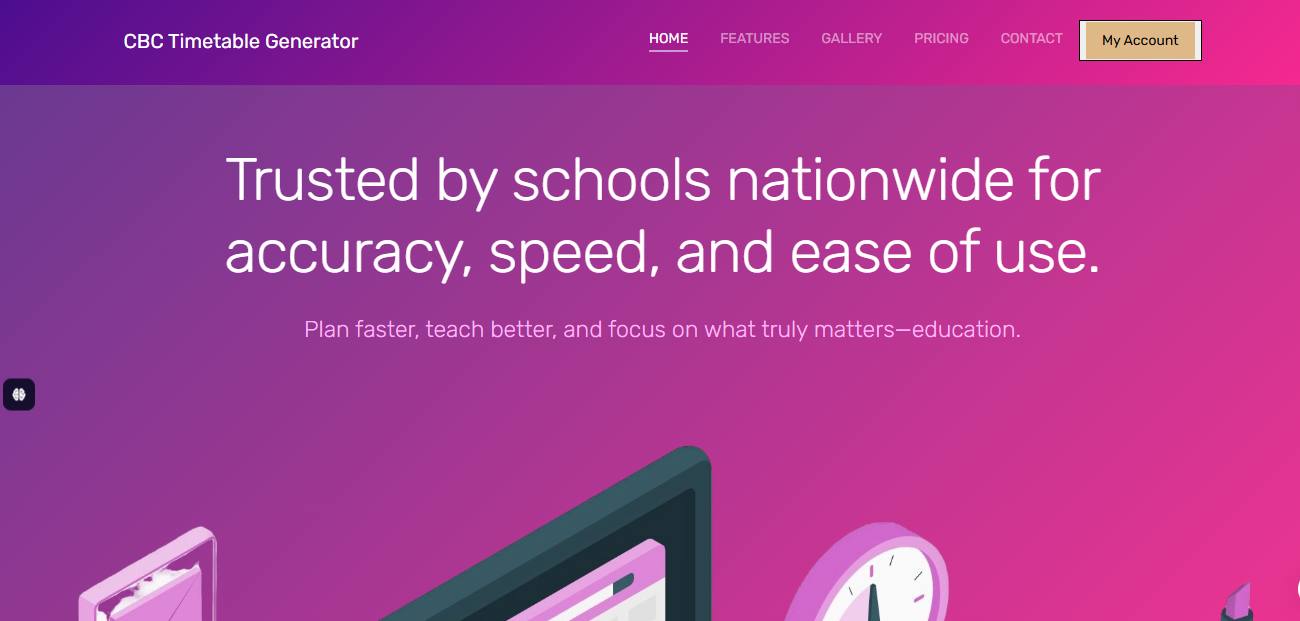 CBC Timetable Generator
HOME FEATURES GALLERY PRICING CONTACT My Account
Trusted by schools nationwide for
accuracy, speed, and ease of use.
Plan faster, teach better, and focus on what truly matters—education.